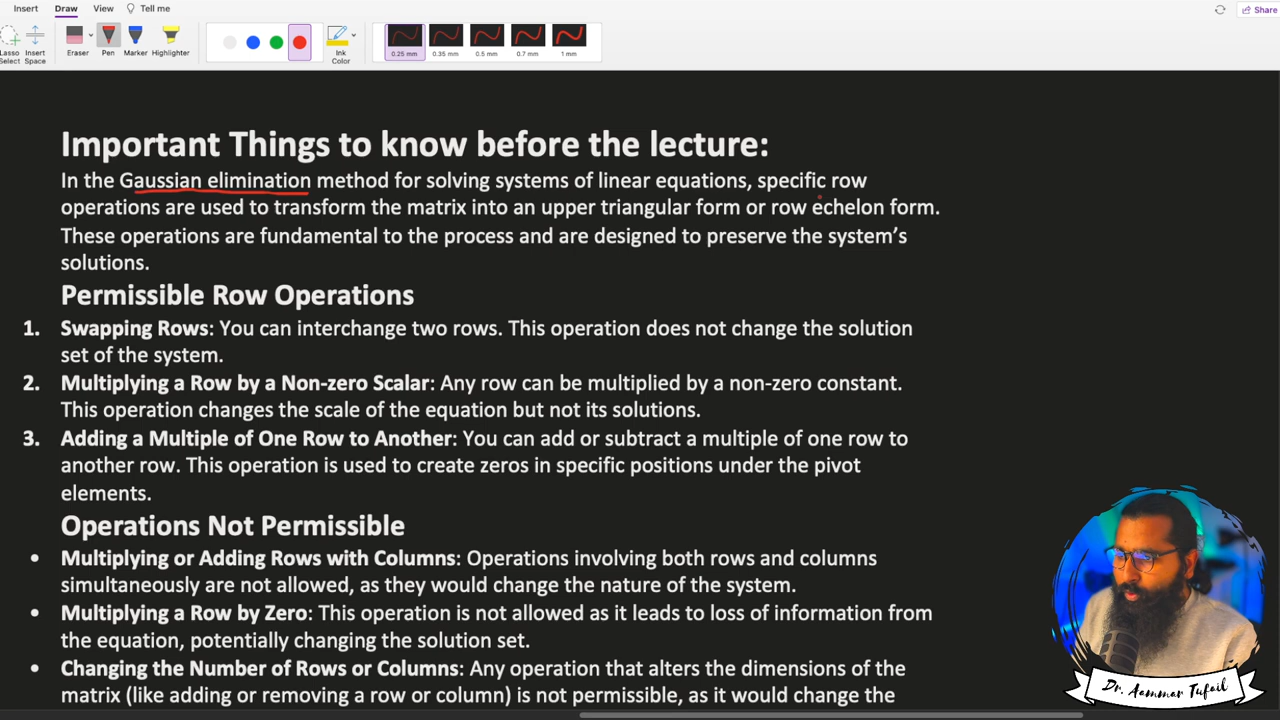 Insert Draw View Tell me Share
Lasso Select Insert Space Eraser Pen Marker Highlighter Ink Color 0.25 mm 0.35 mm 0.5 mm 0.7 mm 1 mm
Important Things to know before the lecture:
In the Gaussian elimination method for solving systems of linear equations, specific row
operations are used to transform the matrix into an upper triangular form or row echelon form.
These operations are fundamental to the process and are designed to preserve the system’s
solutions.
Permissible Row Operations
1. Swapping Rows: You can interchange two rows. This operation does not change the solution
set of the system.
2. Multiplying a Row by a Non-zero Scalar: Any row can be multiplied by a non-zero constant.
This operation changes the scale of the equation but not its solutions.
3. Adding a Multiple of One Row to Another: You can add or subtract a multiple of one row to
another row. This operation is used to create zeros in specific positions under the pivot
elements.
Operations Not Permissible
• Multiplying or Adding Rows with Columns: Operations involving both rows and columns
simultaneously are not allowed, as they would change the nature of the system.
• Multiplying a Row by Zero: This operation is not allowed as it leads to loss of information from
the equation, potentially changing the solution set.
• Changing the Number of Rows or Columns: Any operation that alters the dimensions of the
matrix (like adding or removing a row or column) is not permissible, as it would change the
Dr. Aammar Tufail